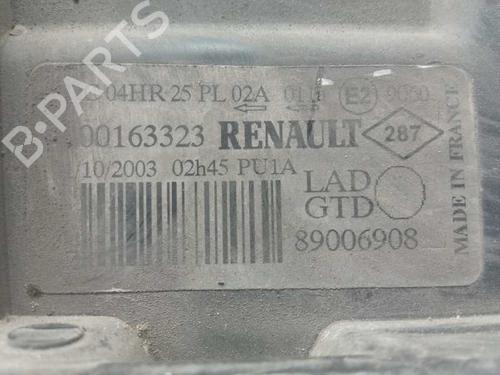 04HR 25 PL 02A E2
00163323 RENAULT 287
/10/2003 02h45 PU1A
LAD
GTD
89006908
MADE IN FRANCE
B-PARTS